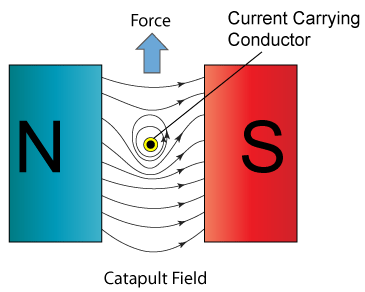 Force
Current Carrying
Conductor
N
S
Catapult Field